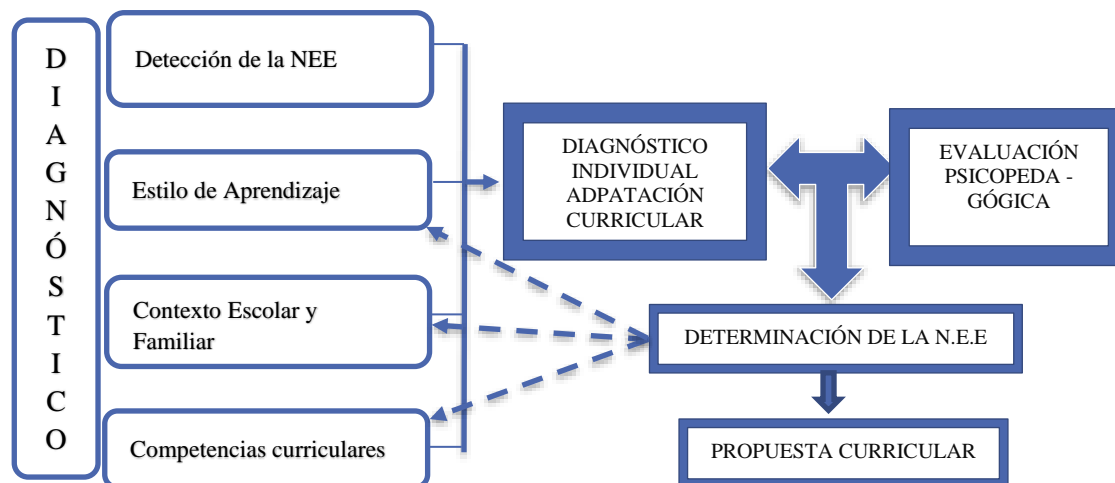 DIAGNÓSTICO
Detección de la NEE
Estilo de Aprendizaje
Contexto Escolar y
Familiar
Competencias curriculares
DIAGNÓSTICO
INDIVIDUAL
ADPATACIÓN
CURRICULAR
EVALUACIÓN
PSICOPEDA -
GÓGICA
DETERMINACIÓN DE LA N.E.E
PROPUESTA CURRICULAR